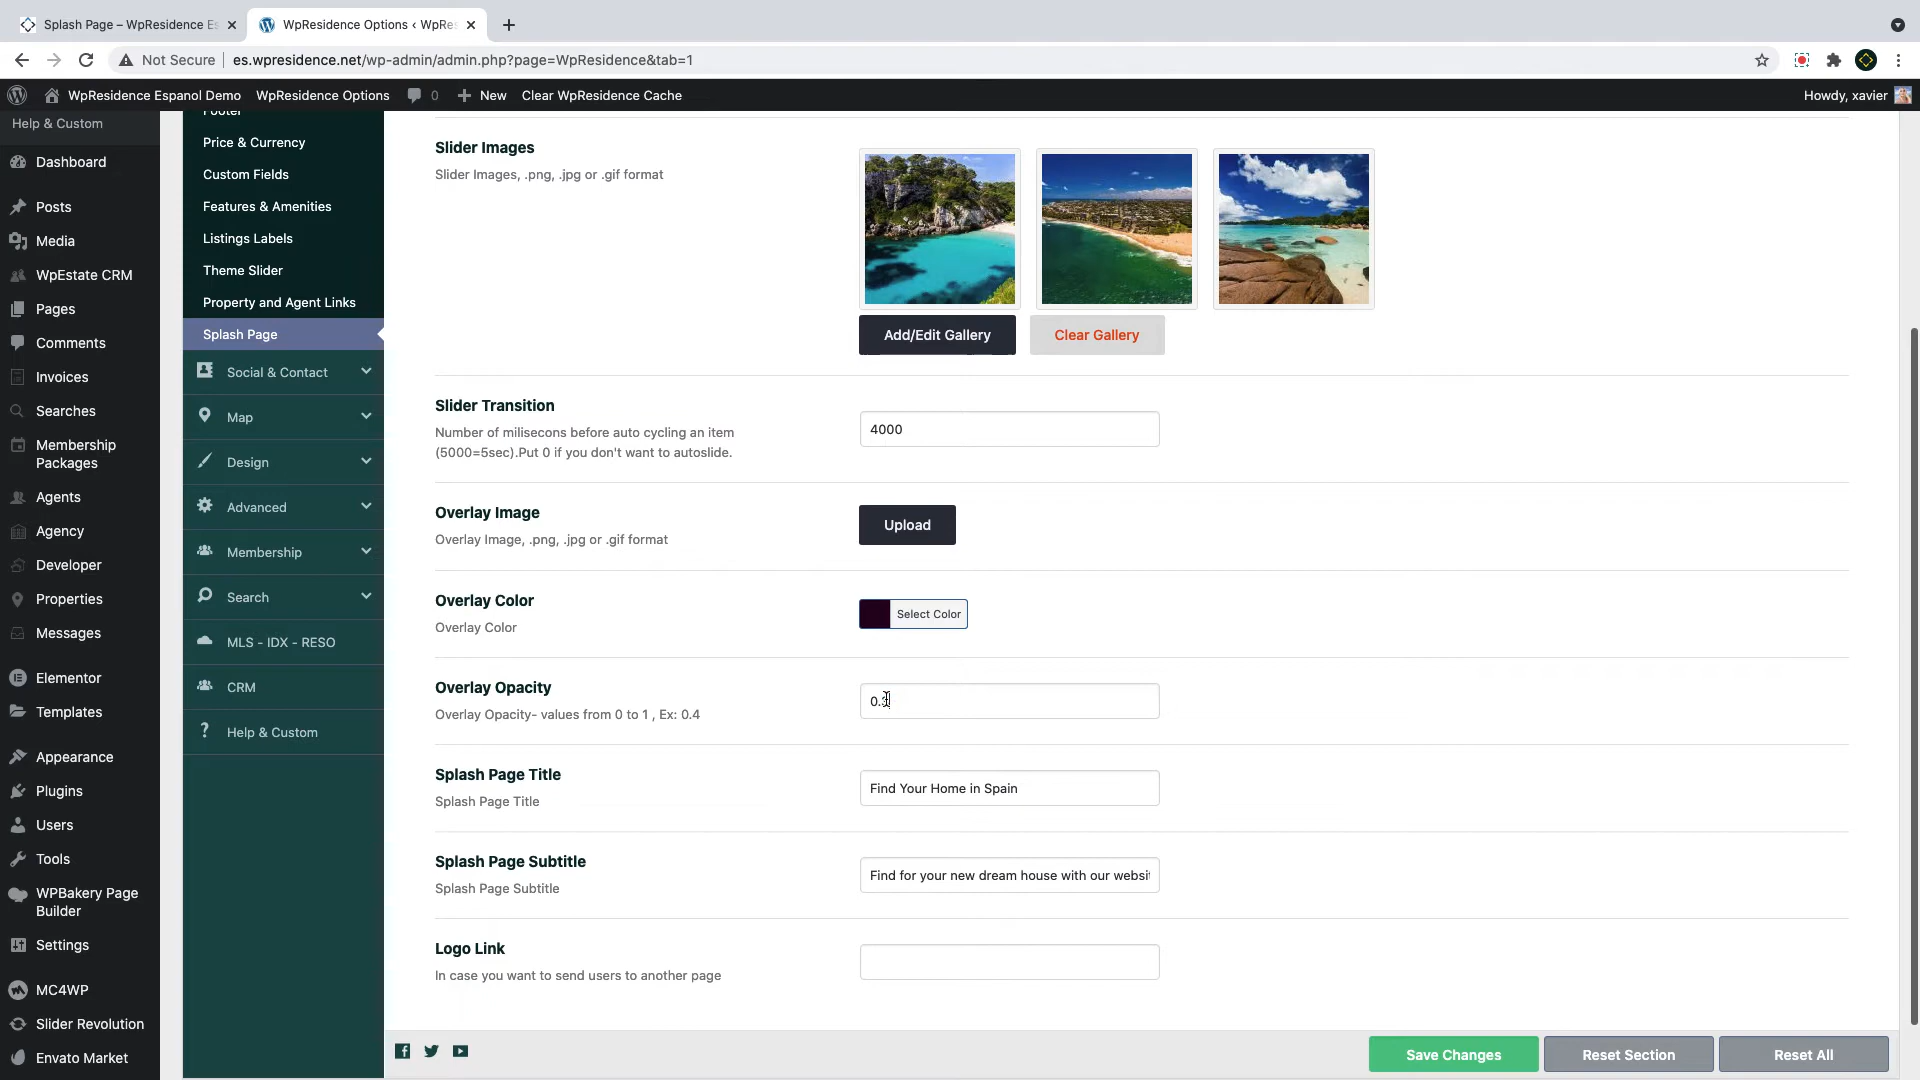 Splash Page – WpResidence Es
WpResidence Options ‹ WpRes
Not Secure es.wpresidence.net/wp-admin/admin.php?page=WpResidence&tab=1
WpResidence Espanol Demo WpResidence Options 0 New Clear WpResidence Cache Howdy, xavier
Help & Custom
Dashboard
Posts
Media
WpEstate CRM
Pages
Comments
Invoices
Searches
Membership
Packages
Agents
Agency
Developer
Properties
Messages
Elementor
Templates
Appearance
Plugins
Users
Tools
WPBakery Page
Builder
Settings
MC4WP
Slider Revolution
Envato Market
Footer
Price & Currency
Custom Fields
Features & Amenities
Listings Labels
Theme Slider
Property and Agent Links
Splash Page
Social & Contact
Map
Design
Advanced
Membership
Search
MLS - IDX - RESO
CRM
Help & Custom
Slider Images
Slider Images, .png, .jpg or .gif format
Add/Edit Gallery Clear Gallery
Slider Transition
Number of milisecons before auto cycling an item
(5000=5sec).Put 0 if you don't want to autoslide.
4000
Overlay Image
Overlay Image, .png, .jpg or .gif format
Upload
Overlay Color
Overlay Color
Select Color
Overlay Opacity
Overlay Opacity- values from 0 to 1 , Ex: 0.4
Splash Page Title
Splash Page Title
Find Your Home in Spain
Splash Page Subtitle
Splash Page Subtitle
Find for your new dream house with our websit
Logo Link
In case you want to send users to another page
Save Changes Reset Section Reset All